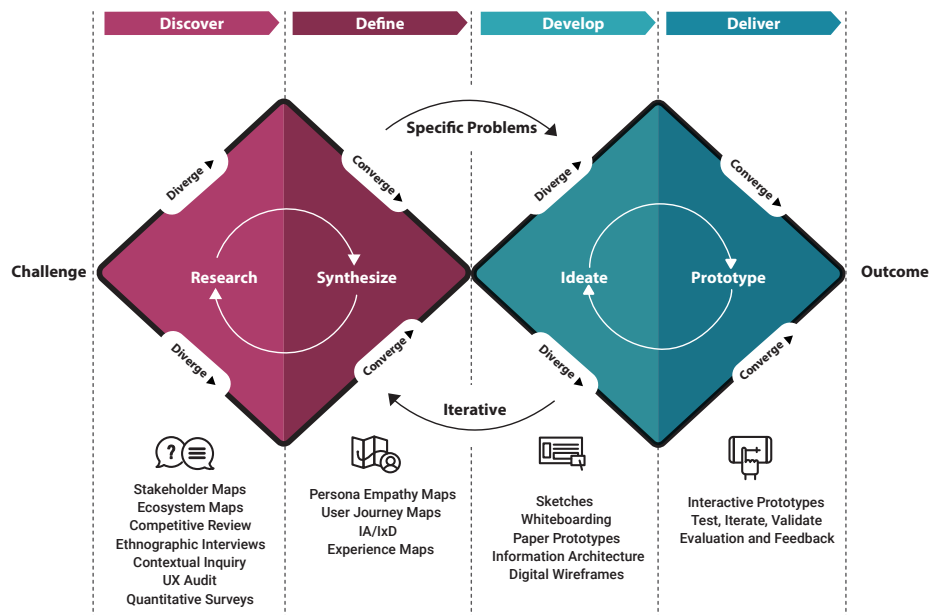 Discover
Define
Develop
Deliver
Specific Problems
Diverge
Converge
Diverge
Converge
Challenge
Research
Synthesize
Ideate
Prototype
Outcome
Diverge
Converge
Diverge
Converge
Iterative
?
Stakeholder Maps
Ecosystem Maps
Competitive Review
Ethnographic Interviews
Contextual Inquiry
UX Audit
Quantitative Surveys
Persona Empathy Maps
User Journey Maps
IA/IxD
Experience Maps
Sketches
Whiteboarding
Paper Prototypes
Information Architecture
Digital Wireframes
Interactive Prototypes
Test, Iterate, Validate
Evaluation and Feedback